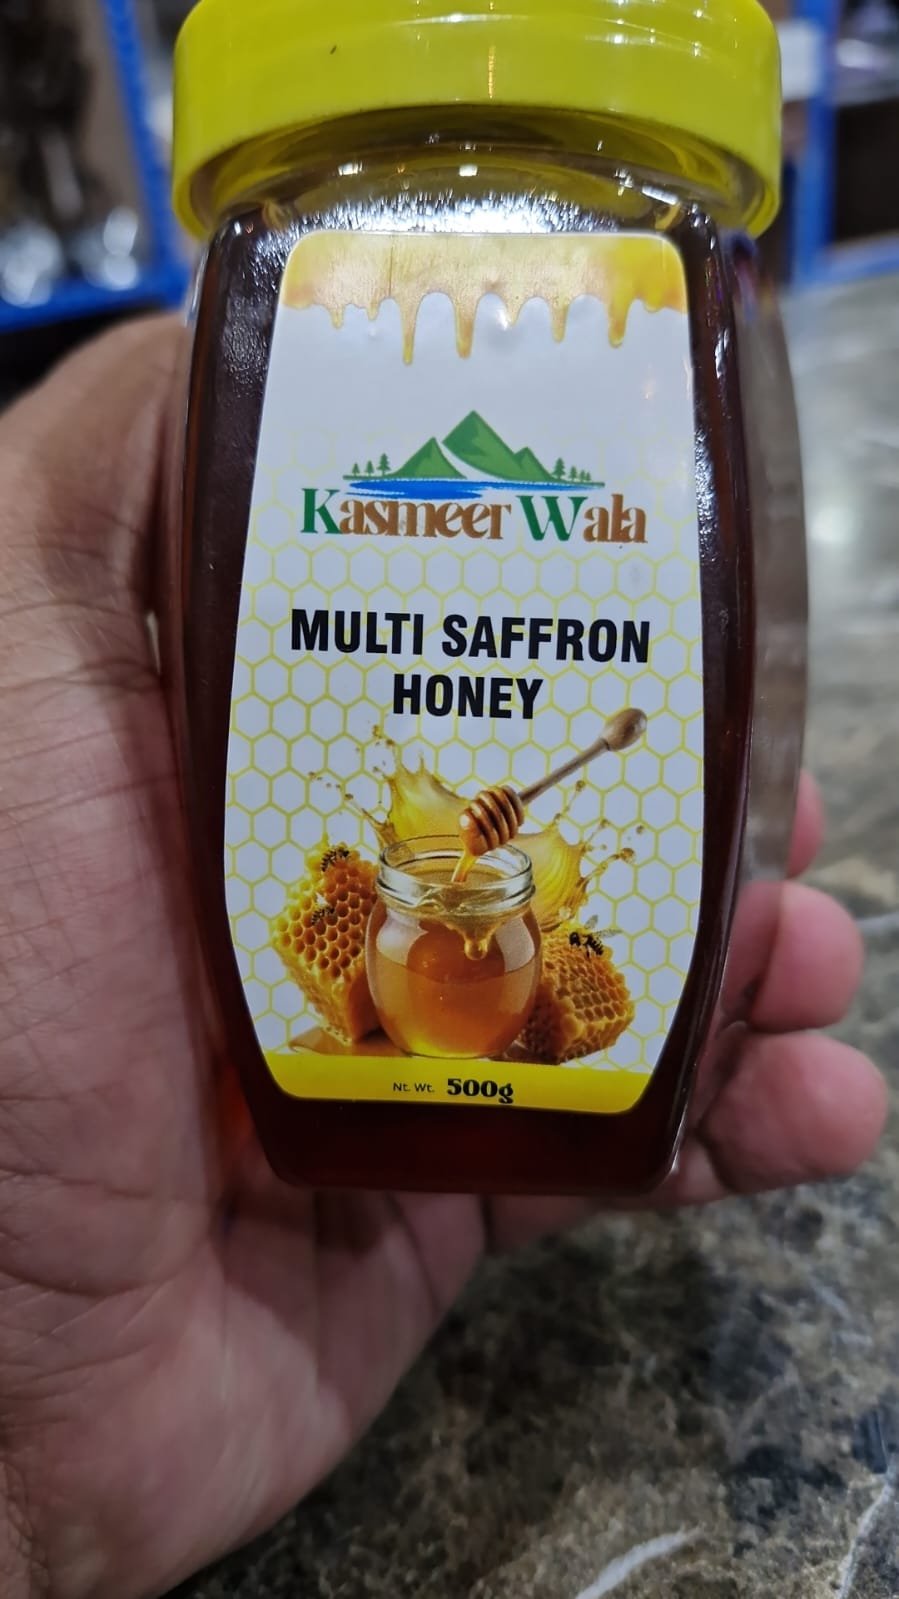 Kasmeer Wala
MULTI SAFFRON
HONEY
Nt. Wt. 500g